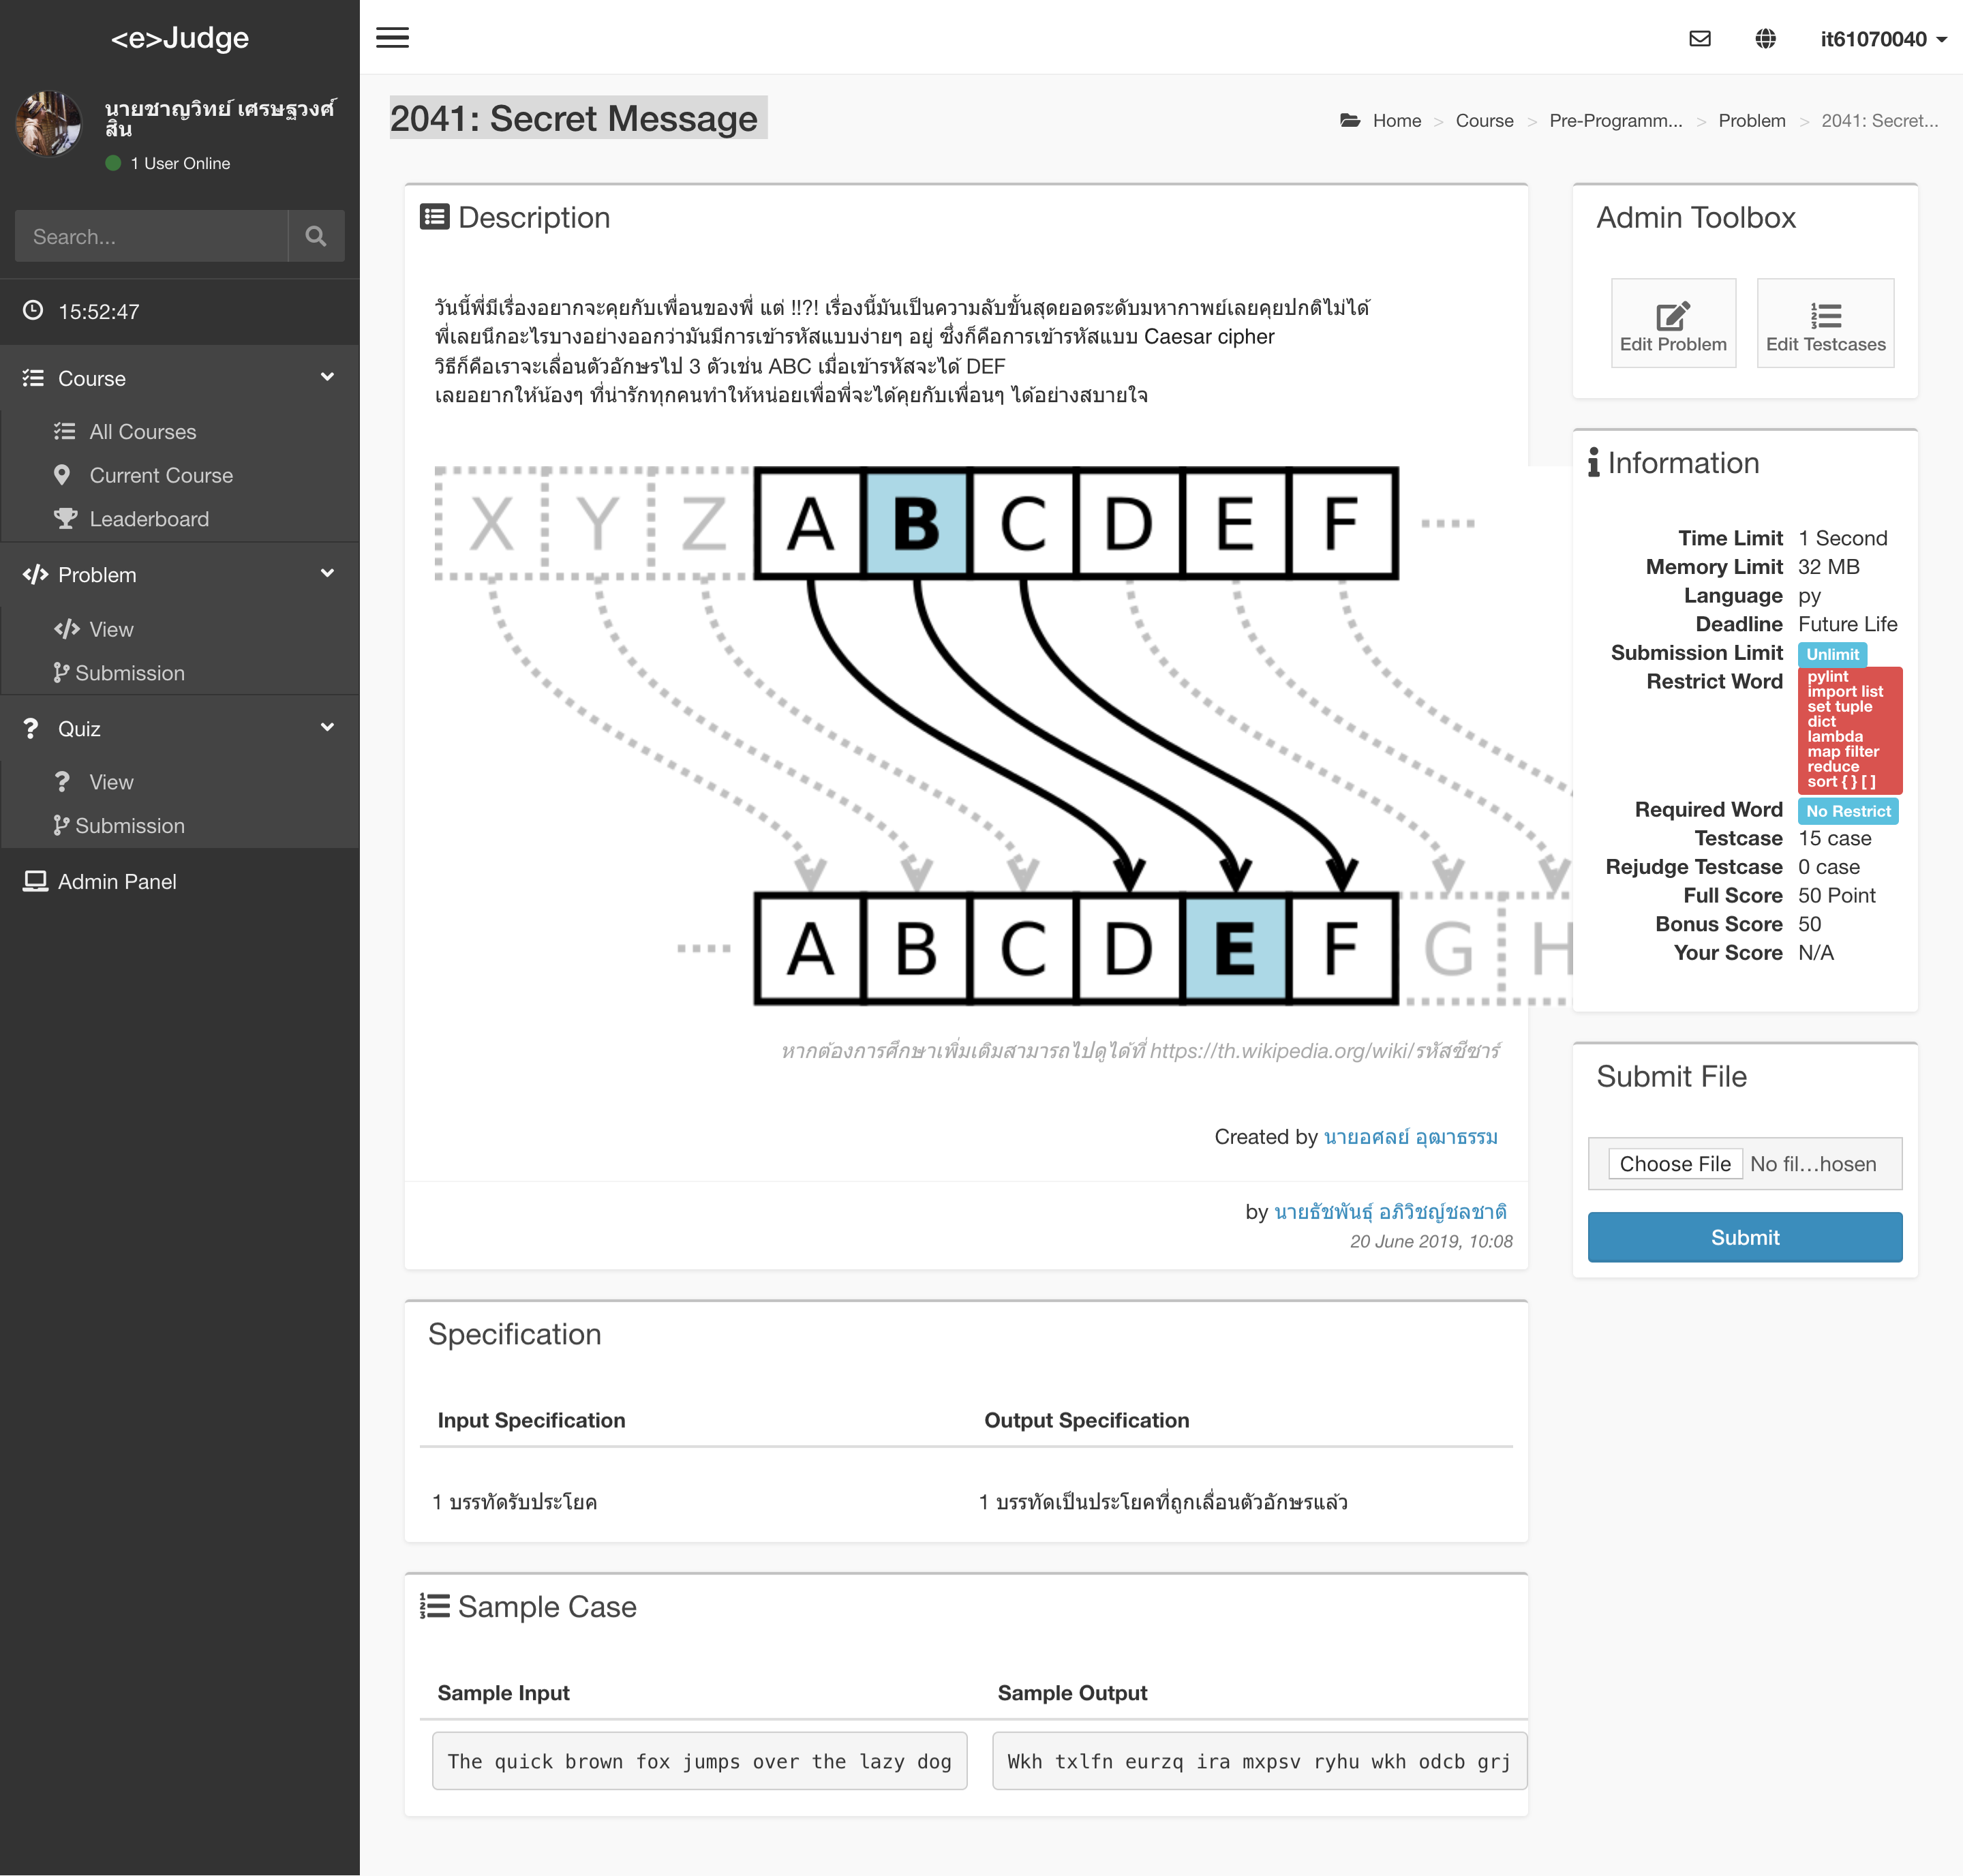 <e>Judge
นายชาญวิทย์ เศรษฐวงศ์
สิน
1 User Online
Search...
15:52:47
Course
All Courses
Current Course
Leaderboard
Problem
View
Submission
Quiz
View
Submission
Admin Panel
it61070040
2041: Secret Message
Home > Course > Pre-Programm... > Problem > 2041: Secret...
Description
วันนี้พี่มีเรื่องอยากจะคุยกับเพื่อนของพี่ แต่ !!?! เรื่องนี้มันเป็นความลับขั้นสุดยอดระดับมหากาพย์เลยคุยปกติไม่ได้
พี่เลยนึกอะไรบางอย่างออกว่ามันมีการเข้ารหัสแบบง่ายๆ อยู่ ซึ่งก็คือการเข้ารหัสแบบ Caesar cipher
วิธีก็คือเราจะเลื่อนตัวอักษรไป 3 ตัวเช่น ABC เมื่อเข้ารหัสจะได้ DEF
เลยอยากให้น้องๆ ที่น่ารักทุกคนทำให้หน่อยเพื่อพี่จะได้คุยกับเพื่อนๆ ได้อย่างสบายใจ
X Y Z A B C D E F
A B C D E F G H
หากต้องการศึกษาเพิ่มเติมสามารถไปดูได้ที่ https://th.wikipedia.org/wiki/รหัสซีซาร์
Created by นายอศลย์ อุฒาธรรม
by นายธัชพันธุ์ อภิวิชญ์ชลชาติ
20 June 2019, 10:08
Specification
Input Specification
Output Specification
1 บรรทัดรับประโยค
1 บรรทัดเป็นประโยคที่ถูกเลื่อนตัวอักษรแล้ว
Sample Case
Sample Input
Sample Output
The quick brown fox jumps over the lazy dog
Wkh txlfn eurzq ira mxpsv ryhu wkh odcb grj
Admin Toolbox
Edit Problem
Edit Testcases
Information
Time Limit 1 Second
Memory Limit 32 MB
Language py
Deadline Future Life
Submission Limit Unlimit
Restrict Word pylint
import list
set tuple
dict
lambda
map filter
reduce
sort { } [ ]
Required Word No Restrict
Testcase 15 case
Rejudge Testcase 0 case
Full Score 50 Point
Bonus Score 50
Your Score N/A
Submit File
Choose File No fil...hosen
Submit